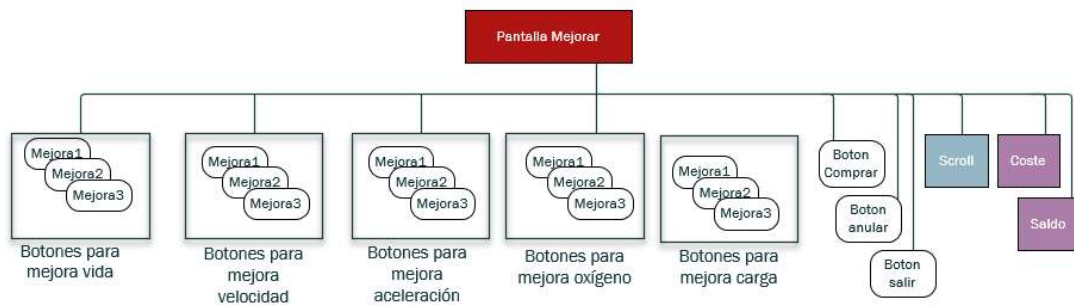 Pantalla Mejorar
Mejora1
Mejora2
Mejora3
Botones para
mejora vida
Mejora1
Mejora2
Mejora3
Botones para
mejora
velocidad
Mejora1
Mejora2
Mejora3
Botones para
mejora
aceleración
Mejora1
Mejora2
Mejora3
Botones para
mejora oxígeno
Mejora1
Mejora2
Mejora3
Botones para
mejora carga
Boton
Comprar
Boton
anular
Boton
salir
Scroll
Coste
Saldo